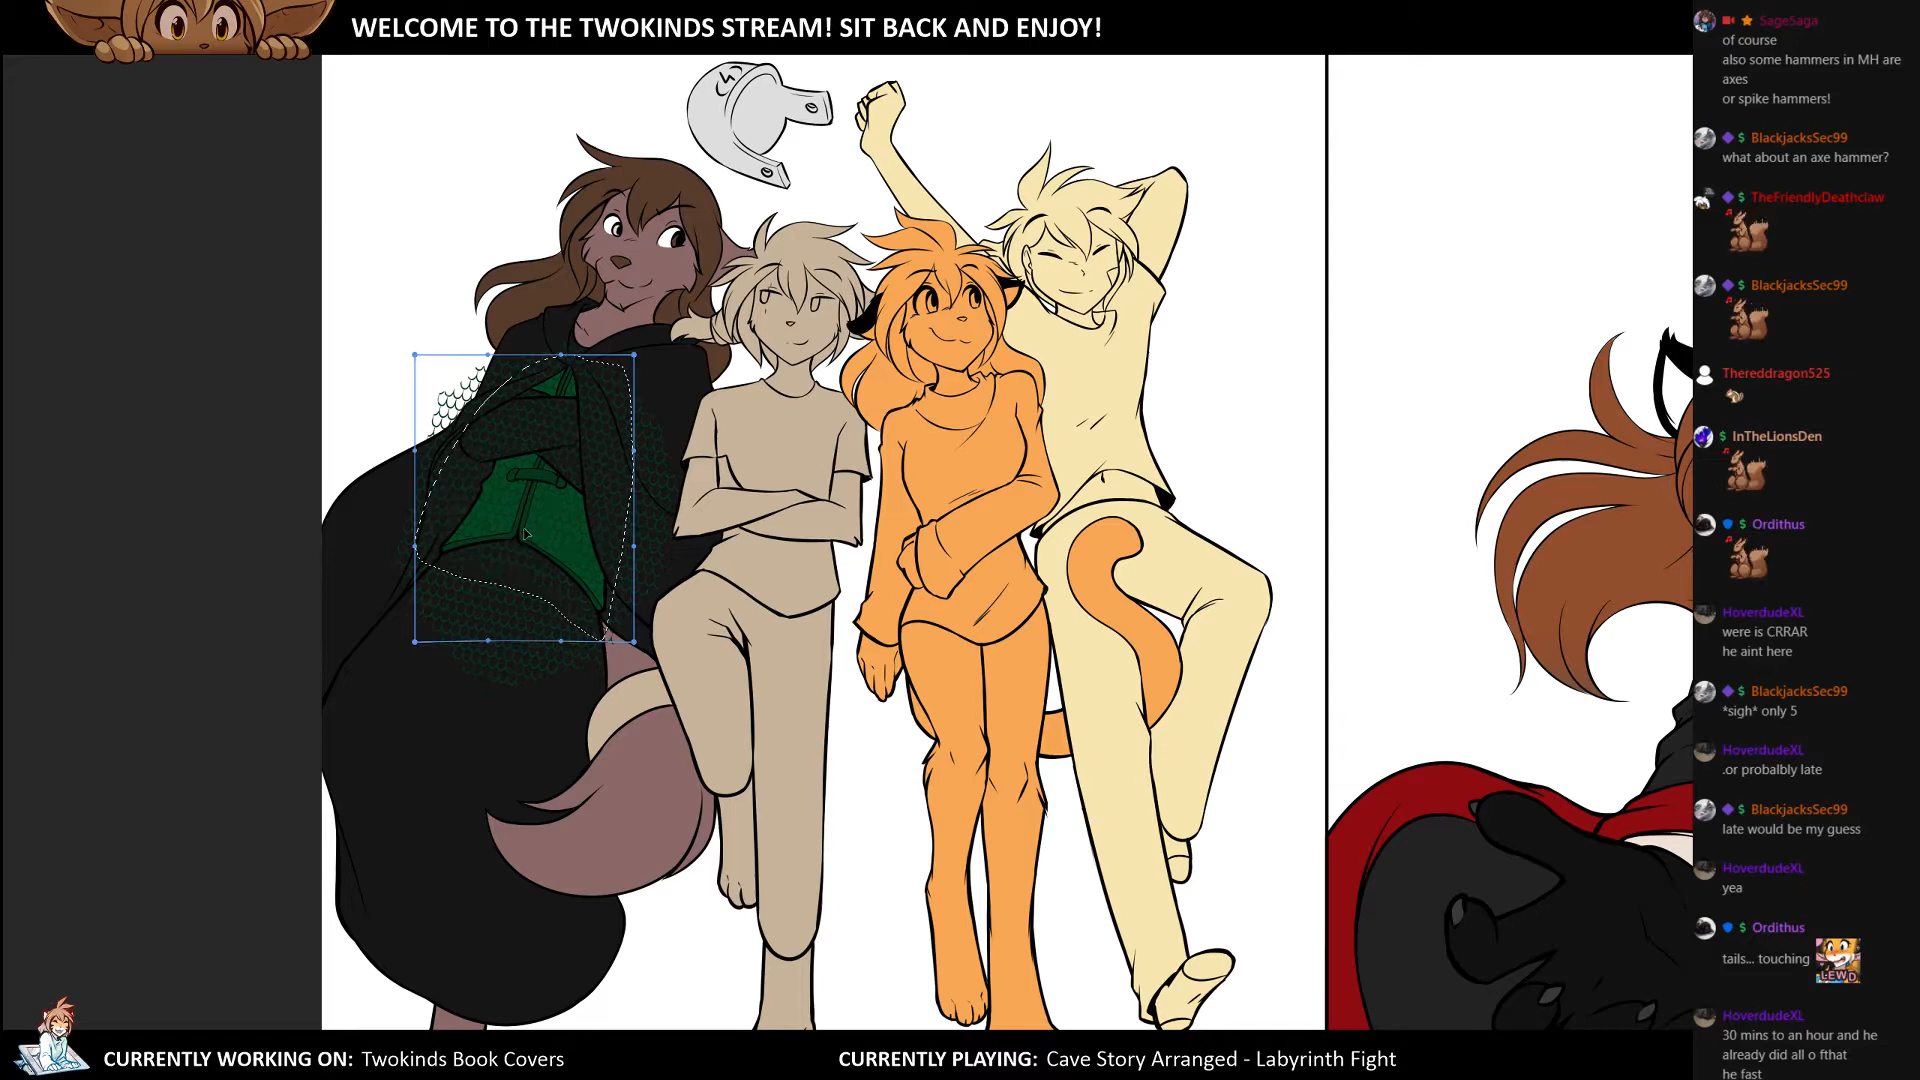 WELCOME TO THE TWOKINDS STREAM! SIT BACK AND ENJOY!
SageSaga
of course
also some hammers in MH are
axes
or spike hammers!
$ BlackjacksSec99
what about an axe hammer?
$ TheFriendlyDeathclaw
$ BlackjacksSec99
Thereddragon525
$ InTheLionsDen
$ Ordithus
HoverdudeXL
were is CRRAR
he aint here
$ BlackjacksSec99
*sigh* only 5
HoverdudeXL
.or probalbly late
$ BlackjacksSec99
late would be my guess
HoverdudeXL
yea
$ Ordithus
tails... touching
LEWD
HoverdudeXL
30 mins to an hour and he
already did all o fthat
he fast
CURRENTLY WORKING ON: Twokinds Book Covers
CURRENTLY PLAYING: Cave Story Arranged - Labyrinth Fight